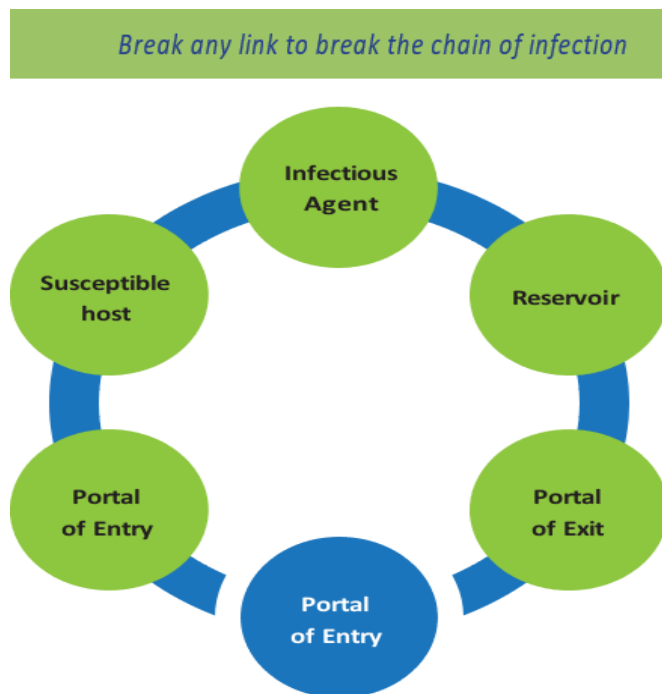 Break any link to break the chain of infection
Infectious
Agent
Reservoir
Portal
of Exit
Portal
of Entry
Portal
of Entry
Susceptible
host